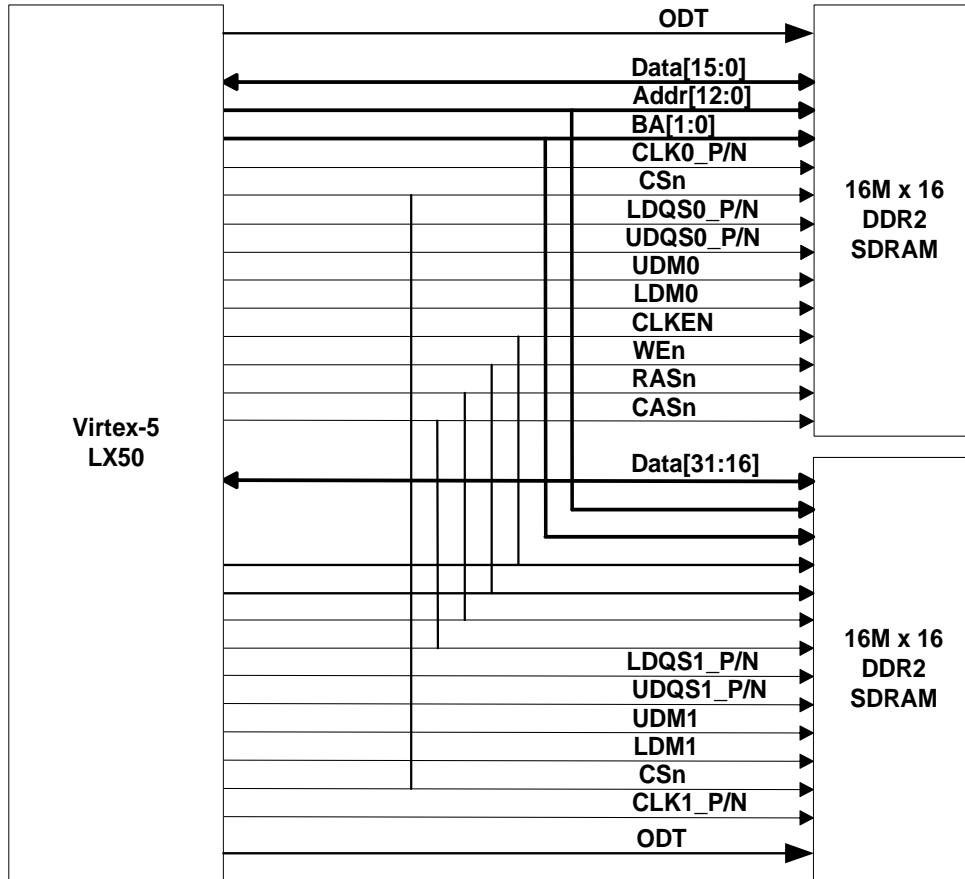 ODT
Data[15:0]
Addr[12:0]
BA[1:0]
CLK0_P/N
CSn
LDQS0_P/N
UDQS0_P/N
UDM0
LDM0
CLKEN
WEn
RASn
CASn
16M x 16
DDR2
SDRAM
Virtex-5
LX50
Data[31:16]
LDQS1_P/N
UDQS1_P/N
UDM1
LDM1
CSn
CLK1_P/N
ODT
16M x 16
DDR2
SDRAM